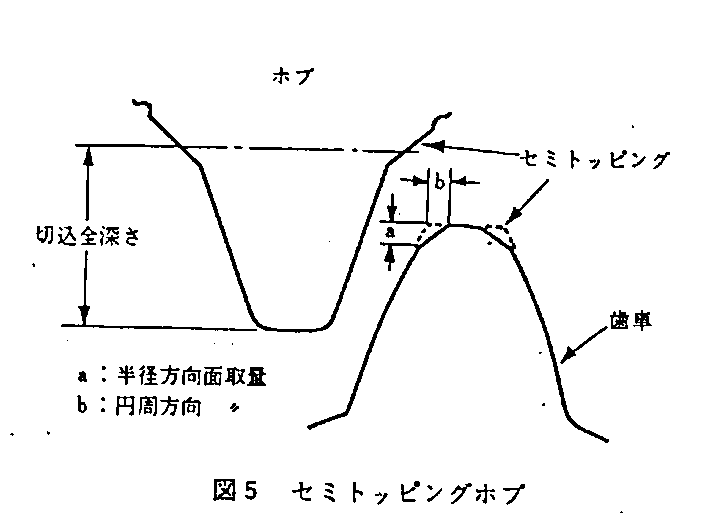 ホブ
セミトッピング
b
a
切込全深さ
歯車
a:半径方向面取量
b:円周方向 〃
図5 セミトッピングホブ